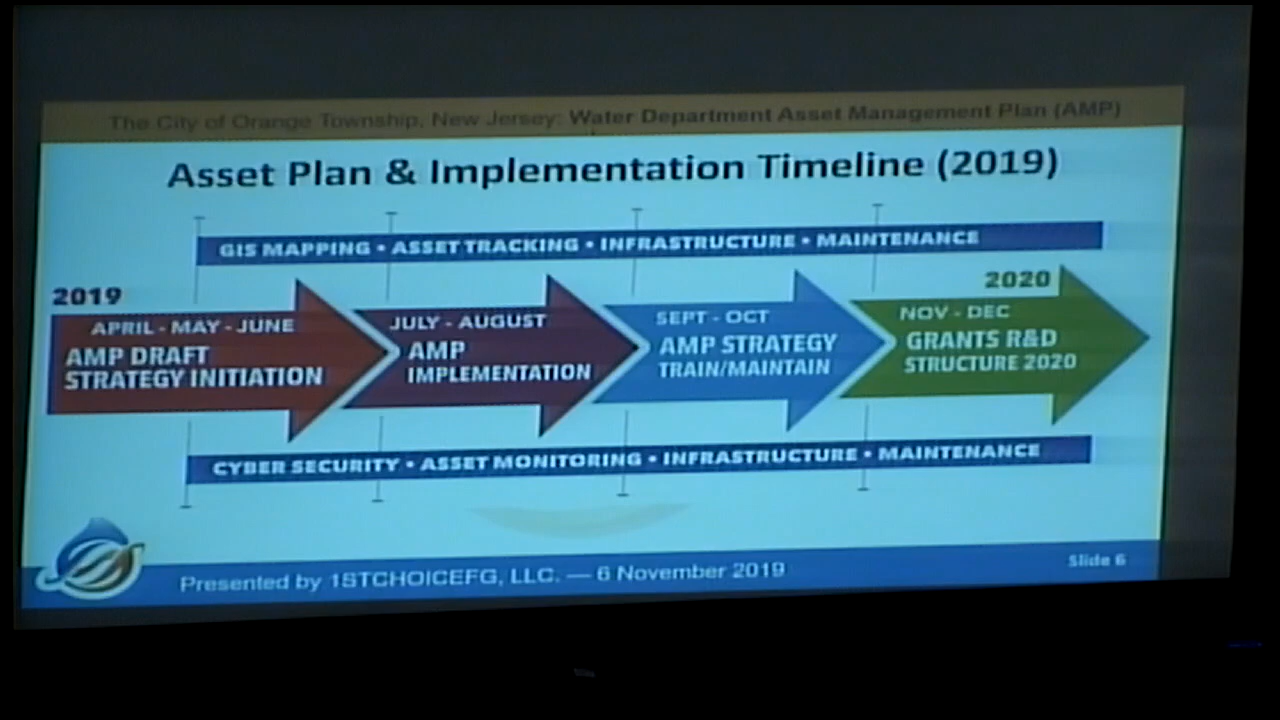 The City of Orange Township, New Jersey: Water Department Asset Management Plan (AMP)
Asset Plan & Implementation Timeline (2019)
GIS MAPPING • ASSET TRACKING • INFRASTRUCTURE • MAINTENANCE
2019
2020
APRIL - MAY - JUNE
AMP DRAFT
STRATEGY INITIATION
JULY - AUGUST
AMP
IMPLEMENTATION
SEPT - OCT
AMP STRATEGY
TRAIN/MAINTAIN
NOV - DEC
GRANTS R&D
STRUCTURE 2020
CYBER SECURITY • ASSET MONITORING • INFRASTRUCTURE • MAINTENANCE
Presented by 1STCHOICEFG, LLC. — 6 November 2019
Slide 6